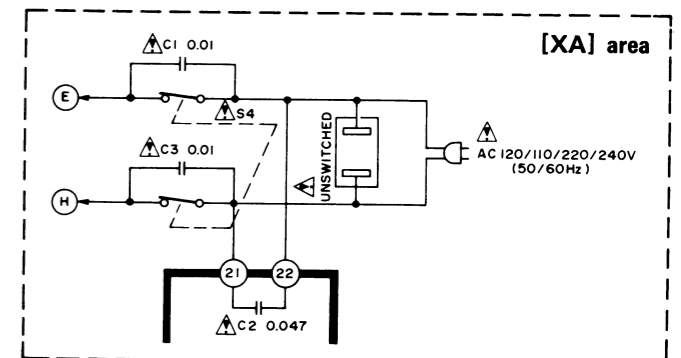 [XA] area
C1 0.01
E
S4
UNSWITCHED
AC 120/110/220/240V
(50/60Hz)
C3 0.01
H
21 22
C2 0.047